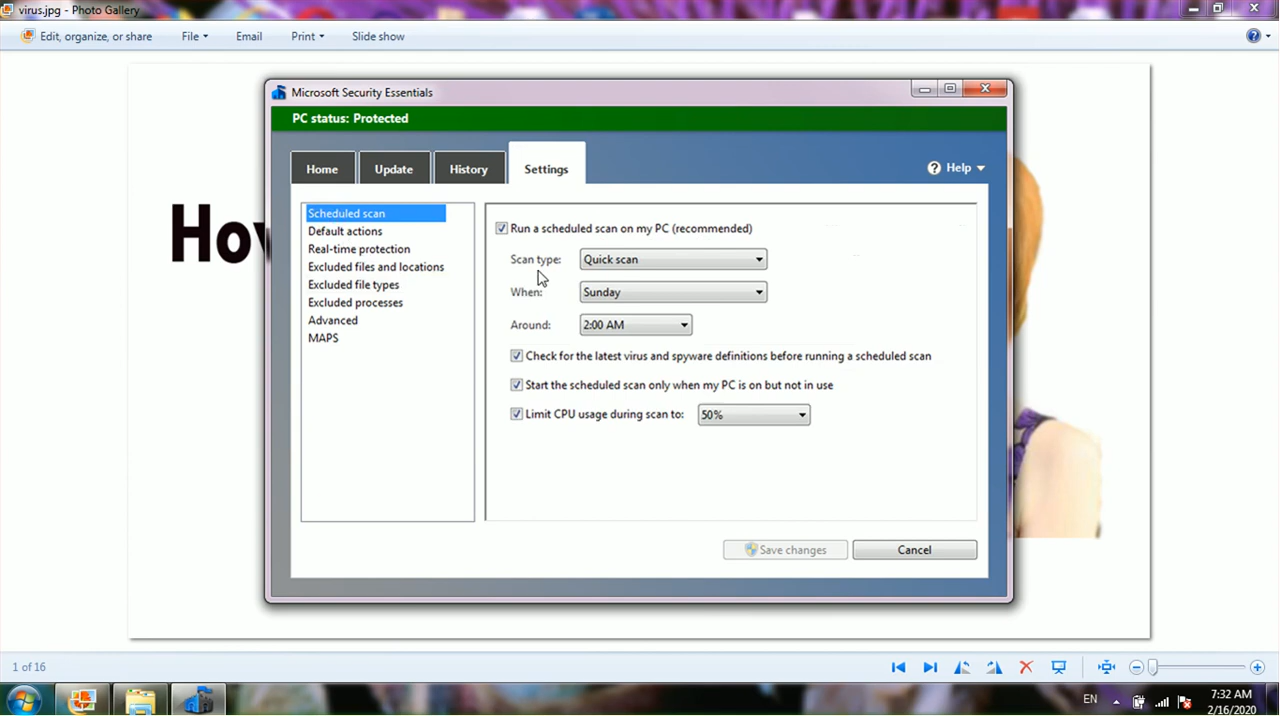 virus.jpg - Photo Gallery
Edit, organize, or share File Email Print Slide show
Microsoft Security Essentials
PC status: Protected
Home Update History Settings Help
Scheduled scan
Default actions
Real-time protection
Excluded files and locations
Excluded file types
Excluded processes
Advanced
MAPS
Run a scheduled scan on my PC (recommended)
Scan type: Quick scan
When: Sunday
Around: 2:00 AM
Check for the latest virus and spyware definitions before running a scheduled scan
Start the scheduled scan only when my PC is on but not in use
Limit CPU usage during scan to: 50%
Save changes Cancel
1 of 16
EN 7:32 AM
2/16/2020